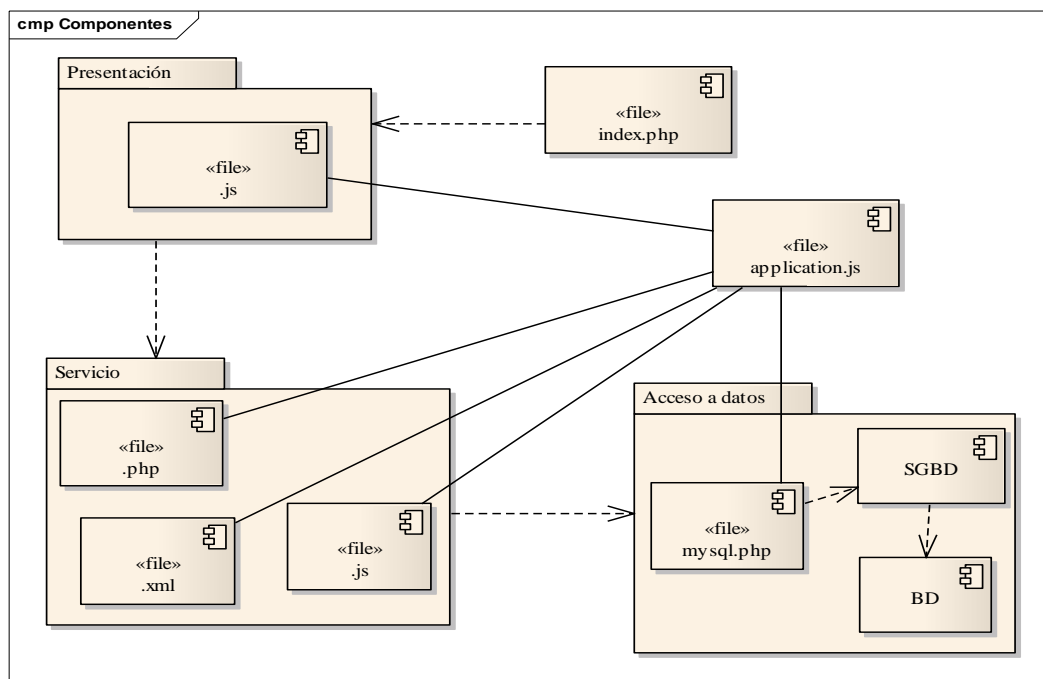 cmp Componentes
Presentación
«file»
.js
«file»
index.php
«file»
application.js
Servicio
«file»
.php
«file»
.xml
«file»
.js
Acceso a datos
«file»
mysql.php
SGBD
BD